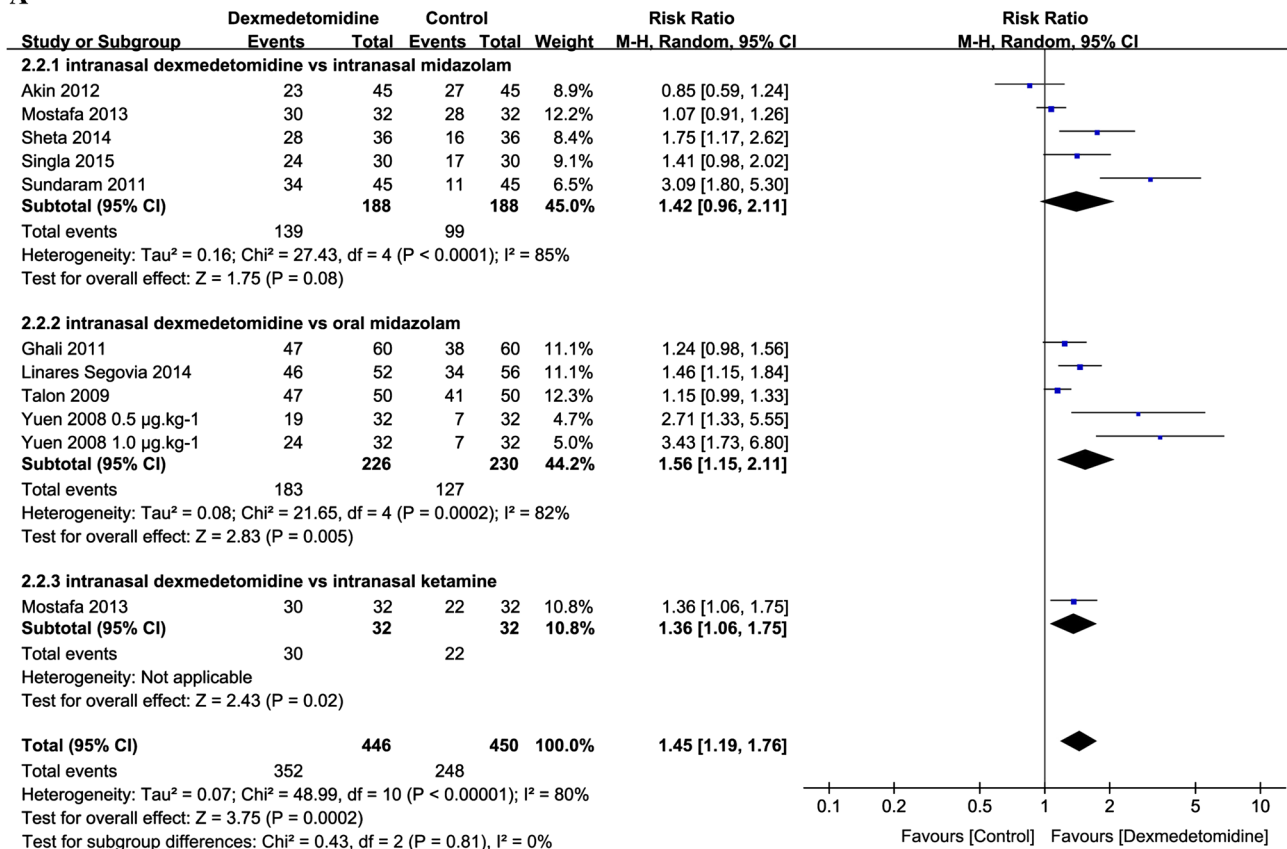 A
Dexmedetomidine Control Risk Ratio Risk Ratio
Study or Subgroup Events Total Events Total Weight M-H, Random, 95% CI M-H, Random, 95% CI
2.2.1 intranasal dexmedetomidine vs intranasal midazolam
Akin 2012 23 45 27 45 8.9% 0.85 [0.59, 1.24]
Mostafa 2013 30 32 28 32 12.2% 1.07 [0.91, 1.26]
Sheta 2014 28 36 16 36 8.4% 1.75 [1.17, 2.62]
Singla 2015 24 30 17 30 9.1% 1.41 [0.98, 2.02]
Sundaram 2011 34 45 11 45 6.5% 3.09 [1.80, 5.30]
Subtotal (95% CI) 188 188 45.0% 1.42 [0.96, 2.11]
Total events 139 99
Heterogeneity: Tau² = 0.16; Chi² = 27.43, df = 4 (P < 0.0001); I² = 85%
Test for overall effect: Z = 1.75 (P = 0.08)
2.2.2 intranasal dexmedetomidine vs oral midazolam
Ghali 2011 47 60 38 60 11.1% 1.24 [0.98, 1.56]
Linares Segovia 2014 46 52 34 56 11.1% 1.46 [1.15, 1.84]
Talon 2009 47 50 41 50 12.3% 1.15 [0.99, 1.33]
Yuen 2008 0.5 µg.kg-1 19 32 7 32 4.7% 2.71 [1.33, 5.55]
Yuen 2008 1.0 µg.kg-1 24 32 7 32 5.0% 3.43 [1.73, 6.80]
Subtotal (95% CI) 226 230 44.2% 1.56 [1.15, 2.11]
Total events 183 127
Heterogeneity: Tau² = 0.08; Chi² = 21.65, df = 4 (P = 0.0002); I² = 82%
Test for overall effect: Z = 2.83 (P = 0.005)
2.2.3 intranasal dexmedetomidine vs intranasal ketamine
Mostafa 2013 30 32 22 32 10.8% 1.36 [1.06, 1.75]
Subtotal (95% CI) 32 32 10.8% 1.36 [1.06, 1.75]
Total events 30 22
Heterogeneity: Not applicable
Test for overall effect: Z = 2.43 (P = 0.02)
Total (95% CI) 446 450 100.0% 1.45 [1.19, 1.76]
Total events 352 248
Heterogeneity: Tau² = 0.07; Chi² = 48.99, df = 10 (P < 0.00001); I² = 80%
Test for overall effect: Z = 3.75 (P = 0.0002)
Test for subgroup differences: Chi² = 0.43, df = 2 (P = 0.81), I² = 0%
0.1 0.2 0.5 1 2 5 10
Favours [Control] Favours [Dexmedetomidine]